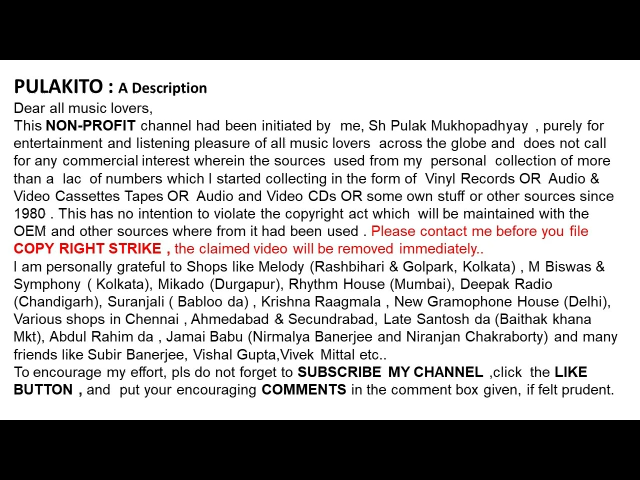 PULAKITO : A Description
Dear all music lovers,
This NON-PROFIT channel had been initiated by me, Sh Pulak Mukhopadhyay , purely for
entertainment and listening pleasure of all music lovers across the globe and does not call
for any commercial interest wherein the sources used from my personal collection of more
than a lac of numbers which I started collecting in the form of Vinyl Records OR Audio &
Video Cassettes Tapes OR Audio and Video CDs OR some own stuff or other sources since
1980 . This has no intention to violate the copyright act which will be maintained with the
OEM and other sources where from it had been used . Please contact me before you file
COPY RIGHT STRIKE , the claimed video will be removed immediately..
I am personally grateful to Shops like Melody (Rashbihari & Golpark, Kolkata) , M Biswas &
Symphony ( Kolkata), Mikado (Durgapur), Rhythm House (Mumbai), Deepak Radio
(Chandigarh), Suranjali ( Babloo da) , Krishna Raagmala , New Gramophone House (Delhi),
Various shops in Chennai , Ahmedabad & Secundrabad, Late Santosh da (Baithak khana
Mkt), Abdul Rahim da , Jamai Babu (Nirmalya Banerjee and Niranjan Chakraborty) and many
friends like Subir Banerjee, Vishal Gupta,Vivek Mittal etc..
To encourage my effort, pls do not forget to SUBSCRIBE MY CHANNEL ,click the LIKE
BUTTON , and put your encouraging COMMENTS in the comment box given, if felt prudent.